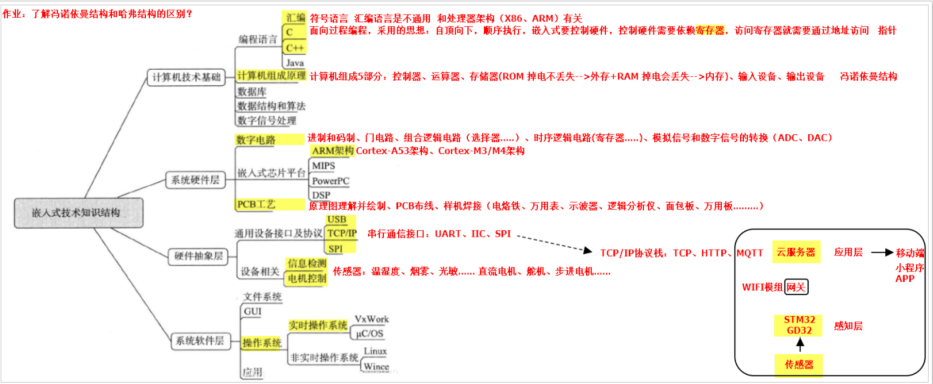 作业：了解冯诺依曼结构和哈弗结构的区别？
汇编 符号语言 汇编语言是不通用 和处理器架构（X86、ARM）有关
编程语言
C 面向过程编程，采用的思想：自顶向下，顺序执行，嵌入式要控制硬件，控制硬件需要依赖寄存器，访问寄存器就需要通过地址访问 指针
C++
Java
计算机技术基础
计算机组成原理 计算机组成5部分：控制器、运算器、存储器(ROM 掉电不丢失-->外存+RAM 掉电会丢失-->内存)、输入设备、输出设备 冯诺依曼结构
数据库
数据结构和算法
数字信号处理
数字电路 进制和码制、门电路、组合逻辑电路（选择器.....）、时序逻辑电路(寄存器.....)、模拟信号和数字信号的转换（ADC、DAC）
ARM架构 Cortex-A53架构、Cortex-M3/M4架构
系统硬件层
嵌入式芯片平台
MIPS
PowerPC
DSP
PCB工艺 原理图理解并绘制、PCB布线、样机焊接（电烙铁、万用表、示波器、逻辑分析仪、面包板、万用板.........）
嵌入式技术知识结构
硬件抽象层
通用设备接口及协议
USB
TCP/IP 串行通信接口：UART、IIC、SPI
SPI
TCP/IP协议栈：TCP、HTTP、MQTT
设备相关
信息检测 传感器：温湿度、烟雾、光敏...... 直流电机、舵机、步进电机......
电机控制
系统软件层
文件系统
GUI
操作系统
实时操作系统
VxWork
μC/OS
非实时操作系统
Linux
Wince
应用
云服务器 应用层
移动端
小程序
APP
WIFI模组 网关
STM32
GD32
感知层
传感器